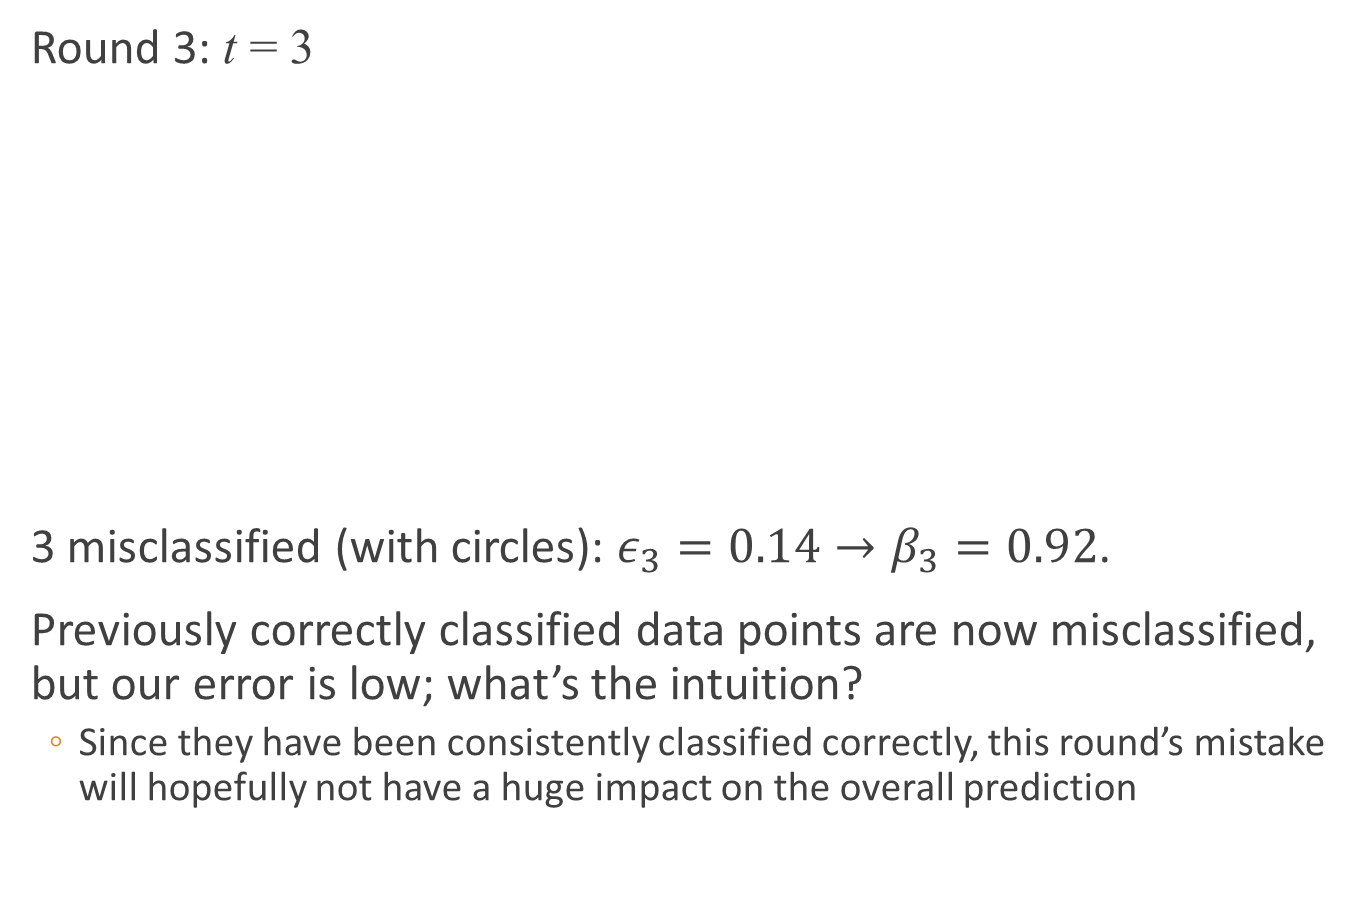 Round 3: t = 3
3 misclassified (with circles): ϵ₃ = 0.14 → β₃ = 0.92.
Previously correctly classified data points are now misclassified,
but our error is low; what’s the intuition?
◦ Since they have been consistently classified correctly, this round’s mistake
will hopefully not have a huge impact on the overall prediction